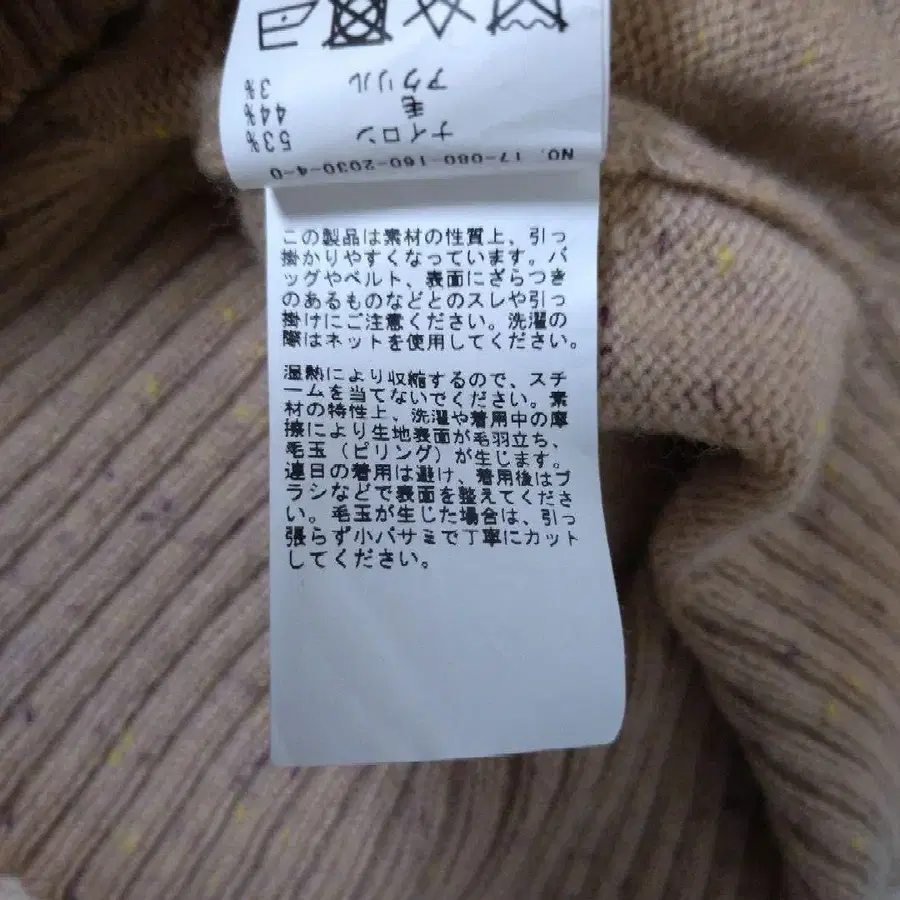 NO. 17-080-160-2030-4-0
ナイロン 53%
毛 44%
アクリル 3%
この製品は素材の性質上、引っ
掛かりやすくなっています。バ
ッグやベルト、表面にざらつき
のあるものなどとのスレや引っ
掛けにご注意ください。洗濯の
際はネットを使用してください。
湿熱により収縮するので、スチ
ームを当てないでください。素
材の特性上、洗濯や着用中の摩
擦により生地表面が毛羽立ち、
毛玉（ピリング）が生じます。
連日の着用は避け、着用後はブ
ラシなどで表面を整えてくださ
い。毛玉が生じた場合は、引っ
張らず小バサミで丁寧にカット
してください。